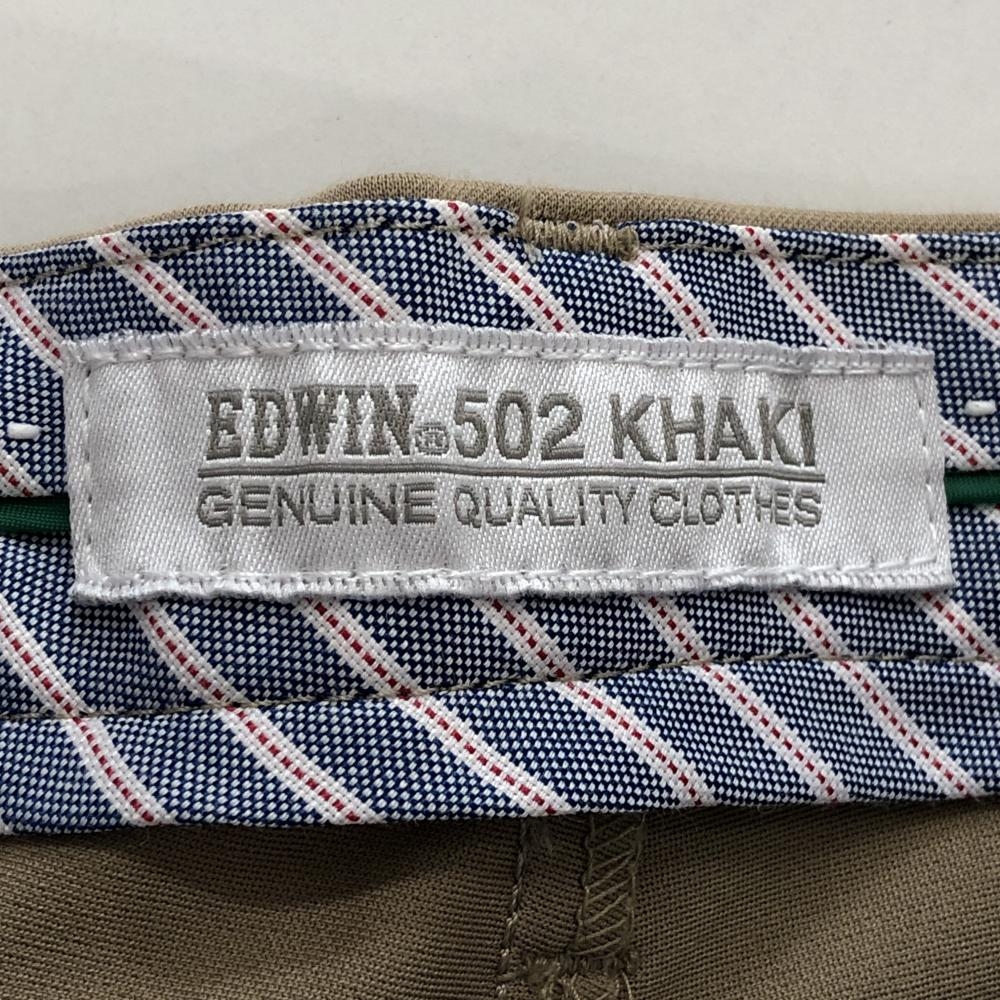 EDWIN® 502 KHAKI
GENUINE QUALITY CLOTHES